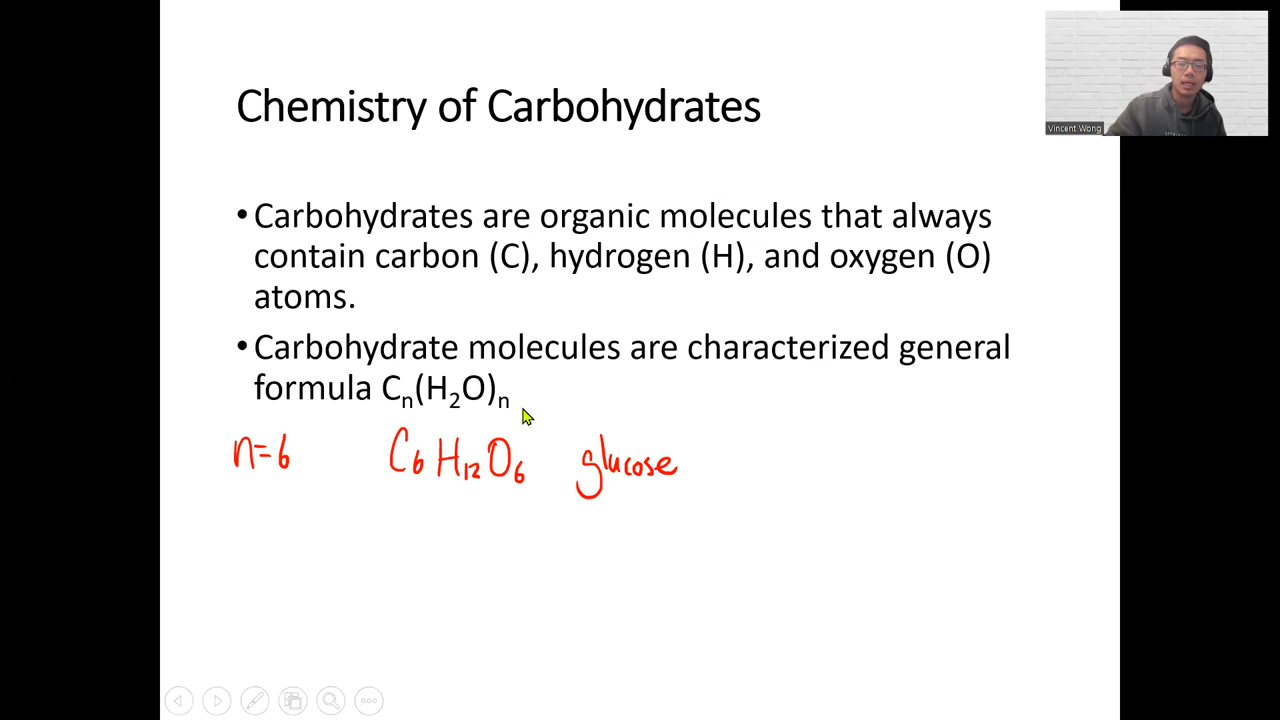 Chemistry of Carbohydrates
Vincent Wong
• Carbohydrates are organic molecules that always
contain carbon (C), hydrogen (H), and oxygen (O)
atoms.
• Carbohydrate molecules are characterized general
formula Cₙ(H₂O)ₙ
n=6 C₆H₁₂O₆ glucose